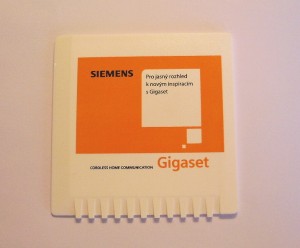 SIEMENS
Pro jasný rozhled
k novým inspiracím
s Gigaset
CORDLESS HOME COMMUNICATION
Gigaset